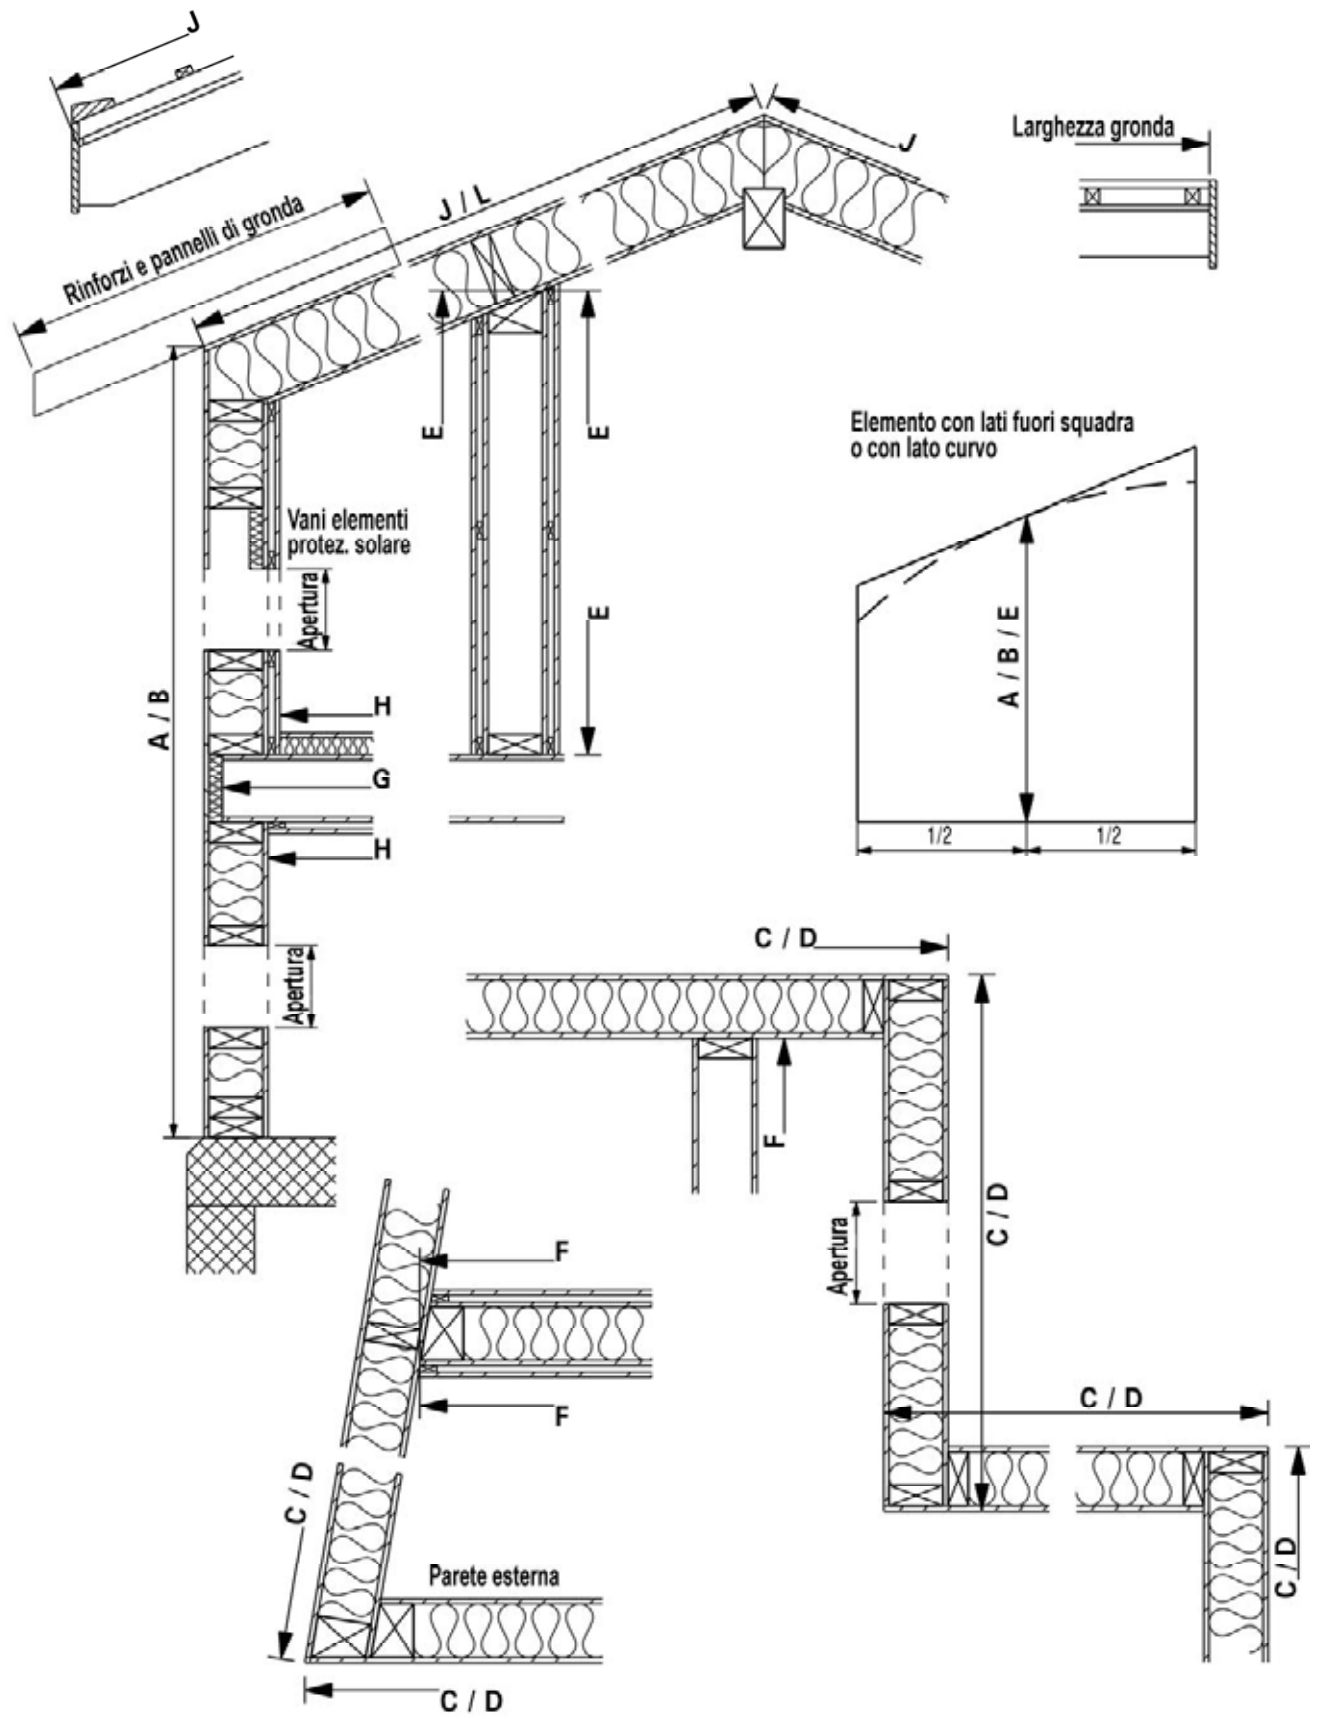 J
Larghezza gronda
J
J / L
Rinforzi e pannelli di gronda
E
E
Elemento con lati fuori squadra
o con lato curvo
Vani elementi
protez. solare
Apertura
E
A / B / E
A / B
H
G
1/2
1/2
H
C / D
Apertura
F
C / D
Apertura
F
C / D
F
C / D
C / D
Parete esterna
C / D